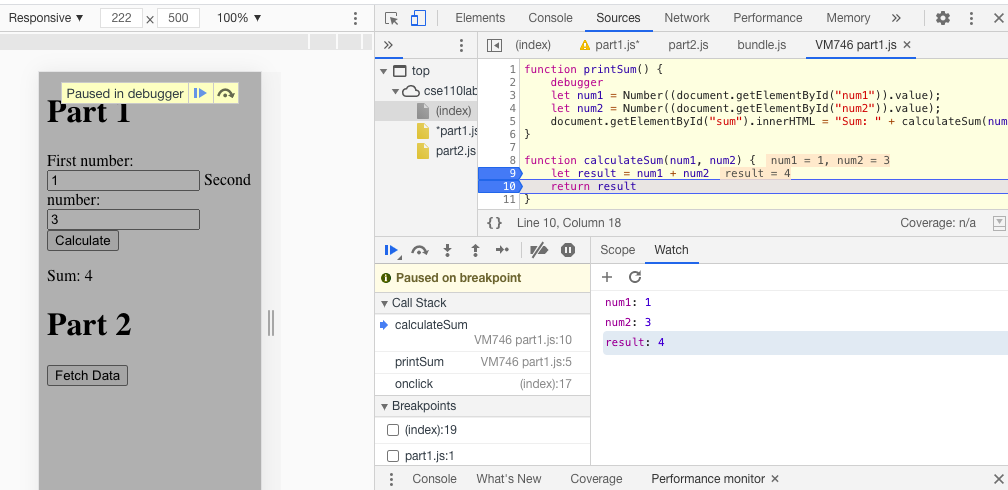 Responsive ▼ 222 × 500 100% ▼
Elements Console Sources Network Performance Memory »
» (index) part1.js* part2.js bundle.js VM746 part1.js ×
Paused in debugger
Part 1
First number:
1 Second
number:
3
Calculate
Sum: 4
Part 2
Fetch Data
top
cse110lab
(index)
*part1.js
part2.js
1 function printSum() {
2 debugger
3 let num1 = Number((document.getElementById("num1")).value);
4 let num2 = Number((document.getElementById("num2")).value);
5 document.getElementById("sum").innerHTML = "Sum: " + calculateSum(num
6 }
7
8 function calculateSum(num1, num2) { num1 = 1, num2 = 3
9 let result = num1 + num2 result = 4
10 return result
11 }
{} Line 10, Column 18 Coverage: n/a
Paused on breakpoint
Call Stack
calculateSum
VM746 part1.js:10
printSum VM746 part1.js:5
onclick (index):17
Breakpoints
(index):19
part1.js:1
Scope Watch
num1: 1
num2: 3
result: 4
Console What's New Coverage Performance monitor ×